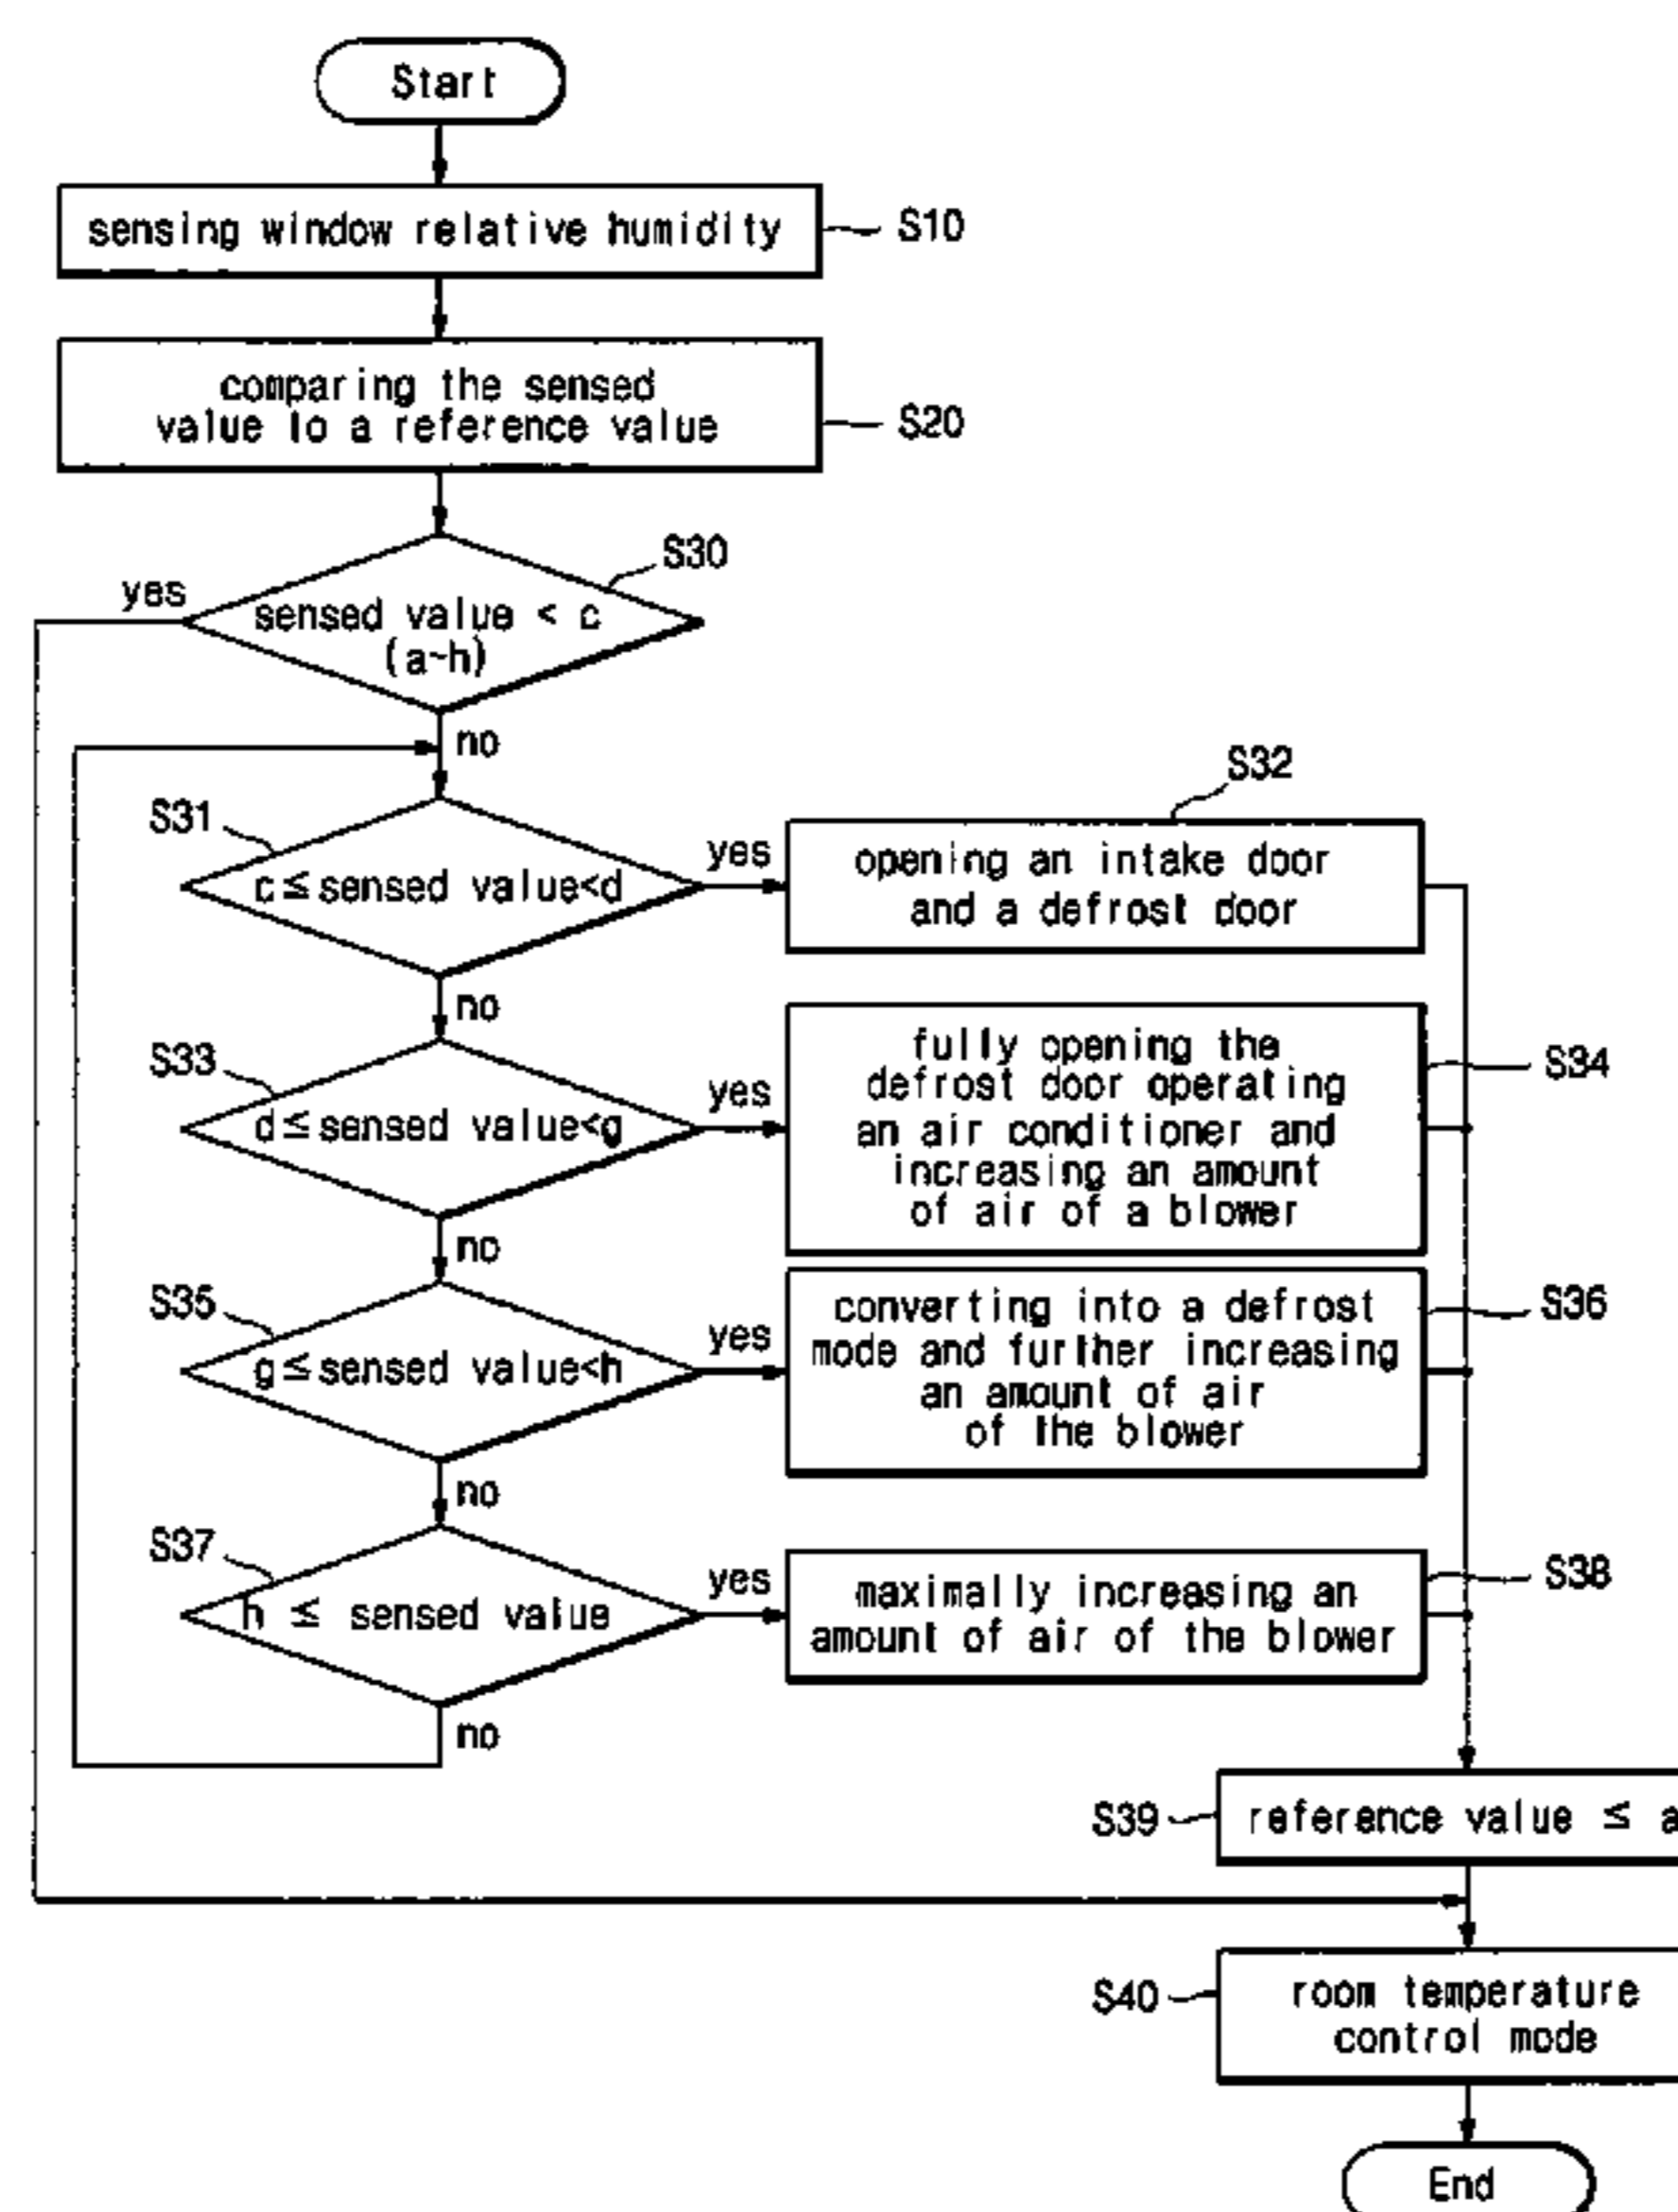 Start
sensing window relative humidity
S10
comparing the sensed
value to a reference value
S20
S30
yes
sensed value < c
(a~h)
no
S31
c≤sensed value<d
yes
S32
opening an intake door
and a defrost door
no
S33
d≤sensed value<g
yes
fully opening the
defrost door operating
an air conditioner and
increasing an amount
of air of a blower
S34
no
S35
g≤sensed value<h
yes
converting into a defrost
mode and further increasing
an amount of air
of the blower
S36
no
S37
h ≤ sensed value
yes
maximally increasing an
amount of air of the blower
S38
no
S39
reference value ≤ a
S40
room temperature
control mode
End